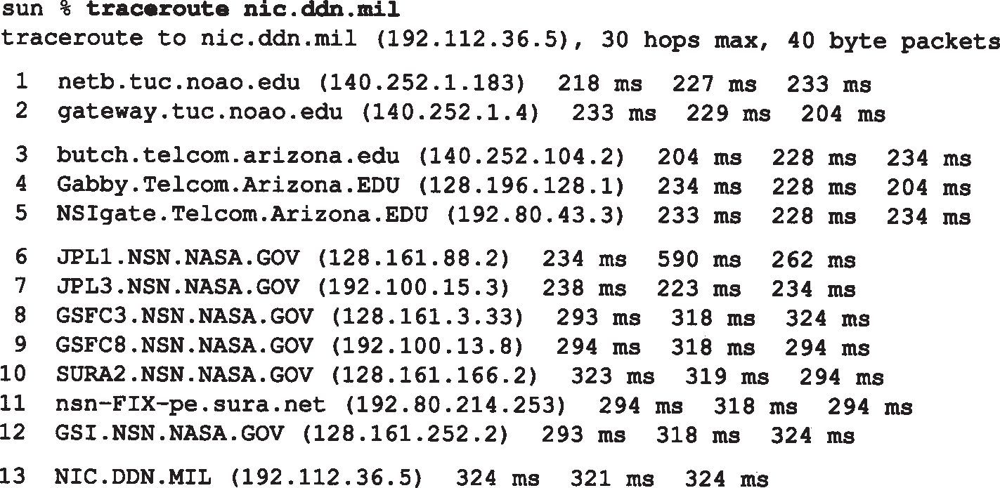 sun % traceroute nic.ddn.mil
traceroute to nic.ddn.mil (192.112.36.5), 30 hops max, 40 byte packets
1 netb.tuc.noao.edu (140.252.1.183) 218 ms 227 ms 233 ms
2 gateway.tuc.noao.edu (140.252.1.4) 233 ms 229 ms 204 ms
3 butch.telcom.arizona.edu (140.252.104.2) 204 ms 228 ms 234 ms
4 Gabby.Telcom.Arizona.EDU (128.196.128.1) 234 ms 228 ms 204 ms
5 NSIgate.Telcom.Arizona.EDU (192.80.43.3) 233 ms 228 ms 234 ms
6 JPL1.NSN.NASA.GOV (128.161.88.2) 234 ms 590 ms 262 ms
7 JPL3.NSN.NASA.GOV (192.100.15.3) 238 ms 223 ms 234 ms
8 GSFC3.NSN.NASA.GOV (128.161.3.33) 293 ms 318 ms 324 ms
9 GSFC8.NSN.NASA.GOV (192.100.13.8) 294 ms 318 ms 294 ms
10 SURA2.NSN.NASA.GOV (128.161.166.2) 323 ms 319 ms 294 ms
11 nsn-FIX-pe.sura.net (192.80.214.253) 294 ms 318 ms 294 ms
12 GSI.NSN.NASA.GOV (128.161.252.2) 293 ms 318 ms 324 ms
13 NIC.DDN.MIL (192.112.36.5) 324 ms 321 ms 324 ms